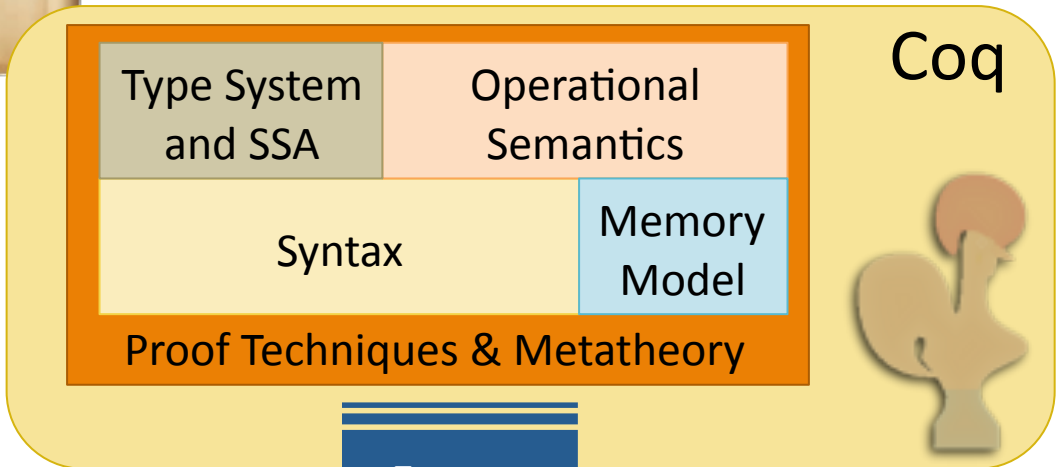 Coq
Type System
and SSA
Operational
Semantics
Syntax
Memory
Model
Proof Techniques & Metatheory